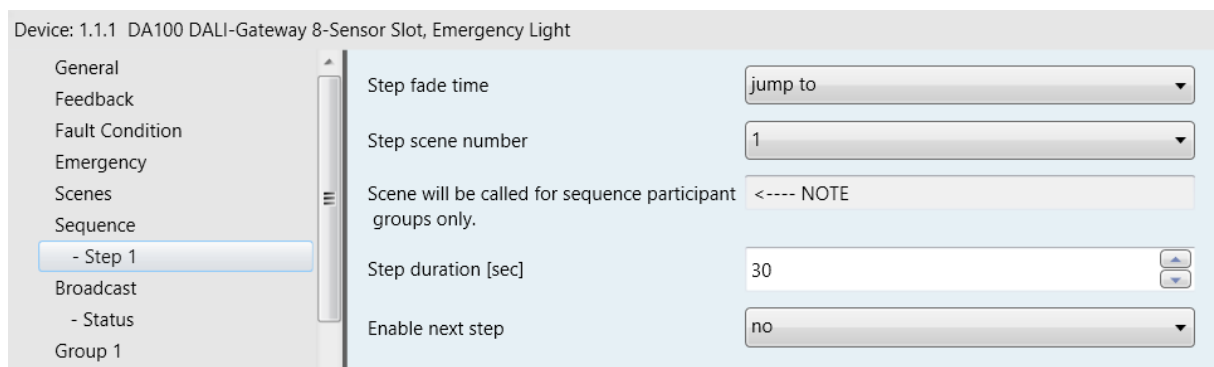 Device: 1.1.1 DA100 DALI-Gateway 8-Sensor Slot, Emergency Light
General
Feedback
Fault Condition
Emergency
Scenes
Sequence
- Step 1
Broadcast
- Status
Group 1
Step fade time
jump to
Step scene number
1
Scene will be called for sequence participant
groups only.
<---- NOTE
Step duration [sec]
30
Enable next step
no